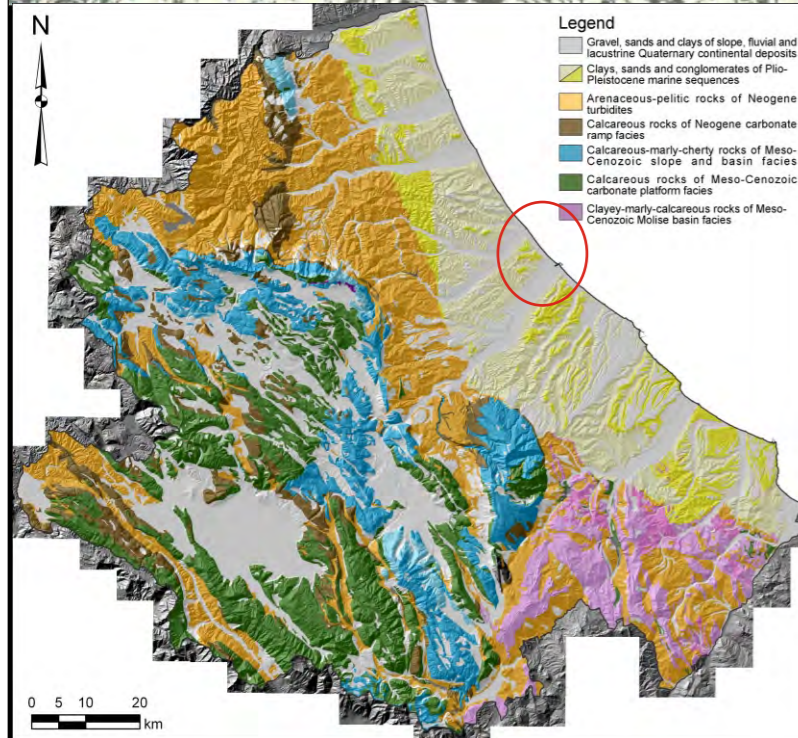 N
Legend
Gravel, sands and clays of slope, fluvial and
lacustrine Quaternary continental deposits
Clays, sands and conglomerates of Plio-
Pleistocene marine sequences
Arenaceous-pelitic rocks of Neogene
turbidites
Calcareous rocks of Neogene carbonate
ramp facies
Calcareous-marly-cherty rocks of Meso-
Cenozoic slope and basin facies
Calcareous rocks of Meso-Cenozoic
carbonate platform facies
Clayey-marly-calcareous rocks of Meso-
Cenozoic Molise basin facies
0 5 10 20
km